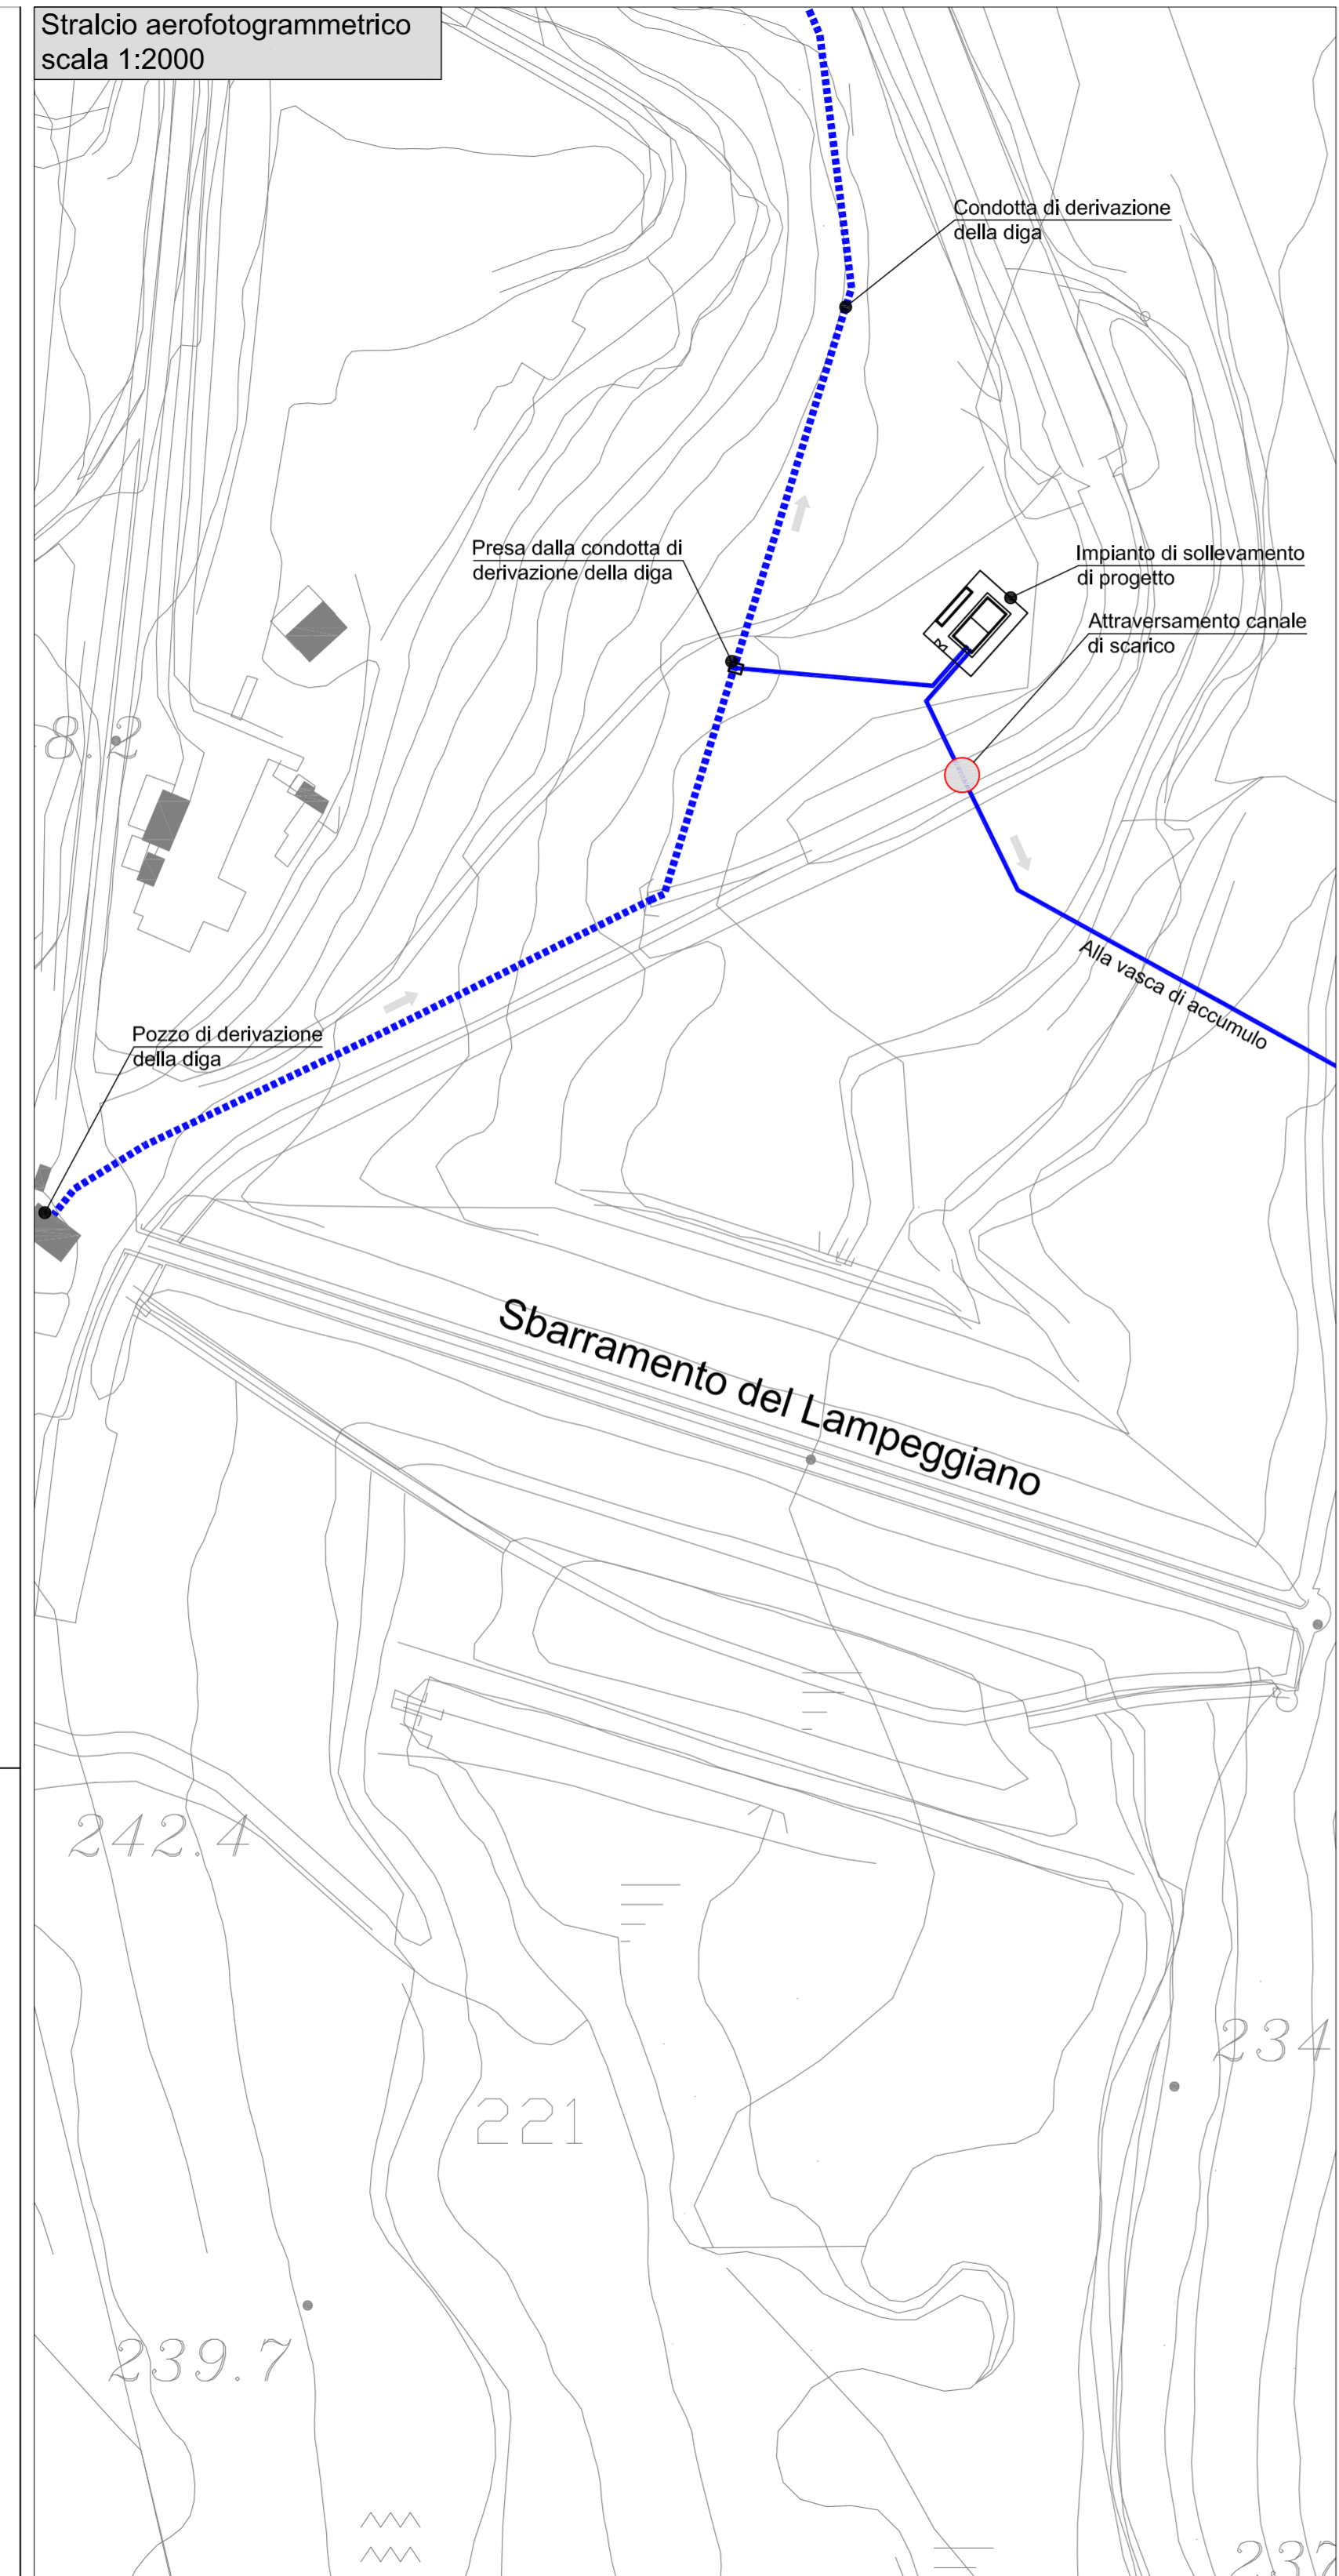 Stralcio aerofotogrammetrico
scala 1:2000
Condotta di derivazione
della diga
Presa dalla condotta di
derivazione della diga
Impianto di sollevamento
di progetto
Attraversamento canale
di scarico
8.2
Alla vasca di accumulo
Pozzo di derivazione
della diga
Sbarramento del Lampeggiano
242.4
234
221
239.7
237